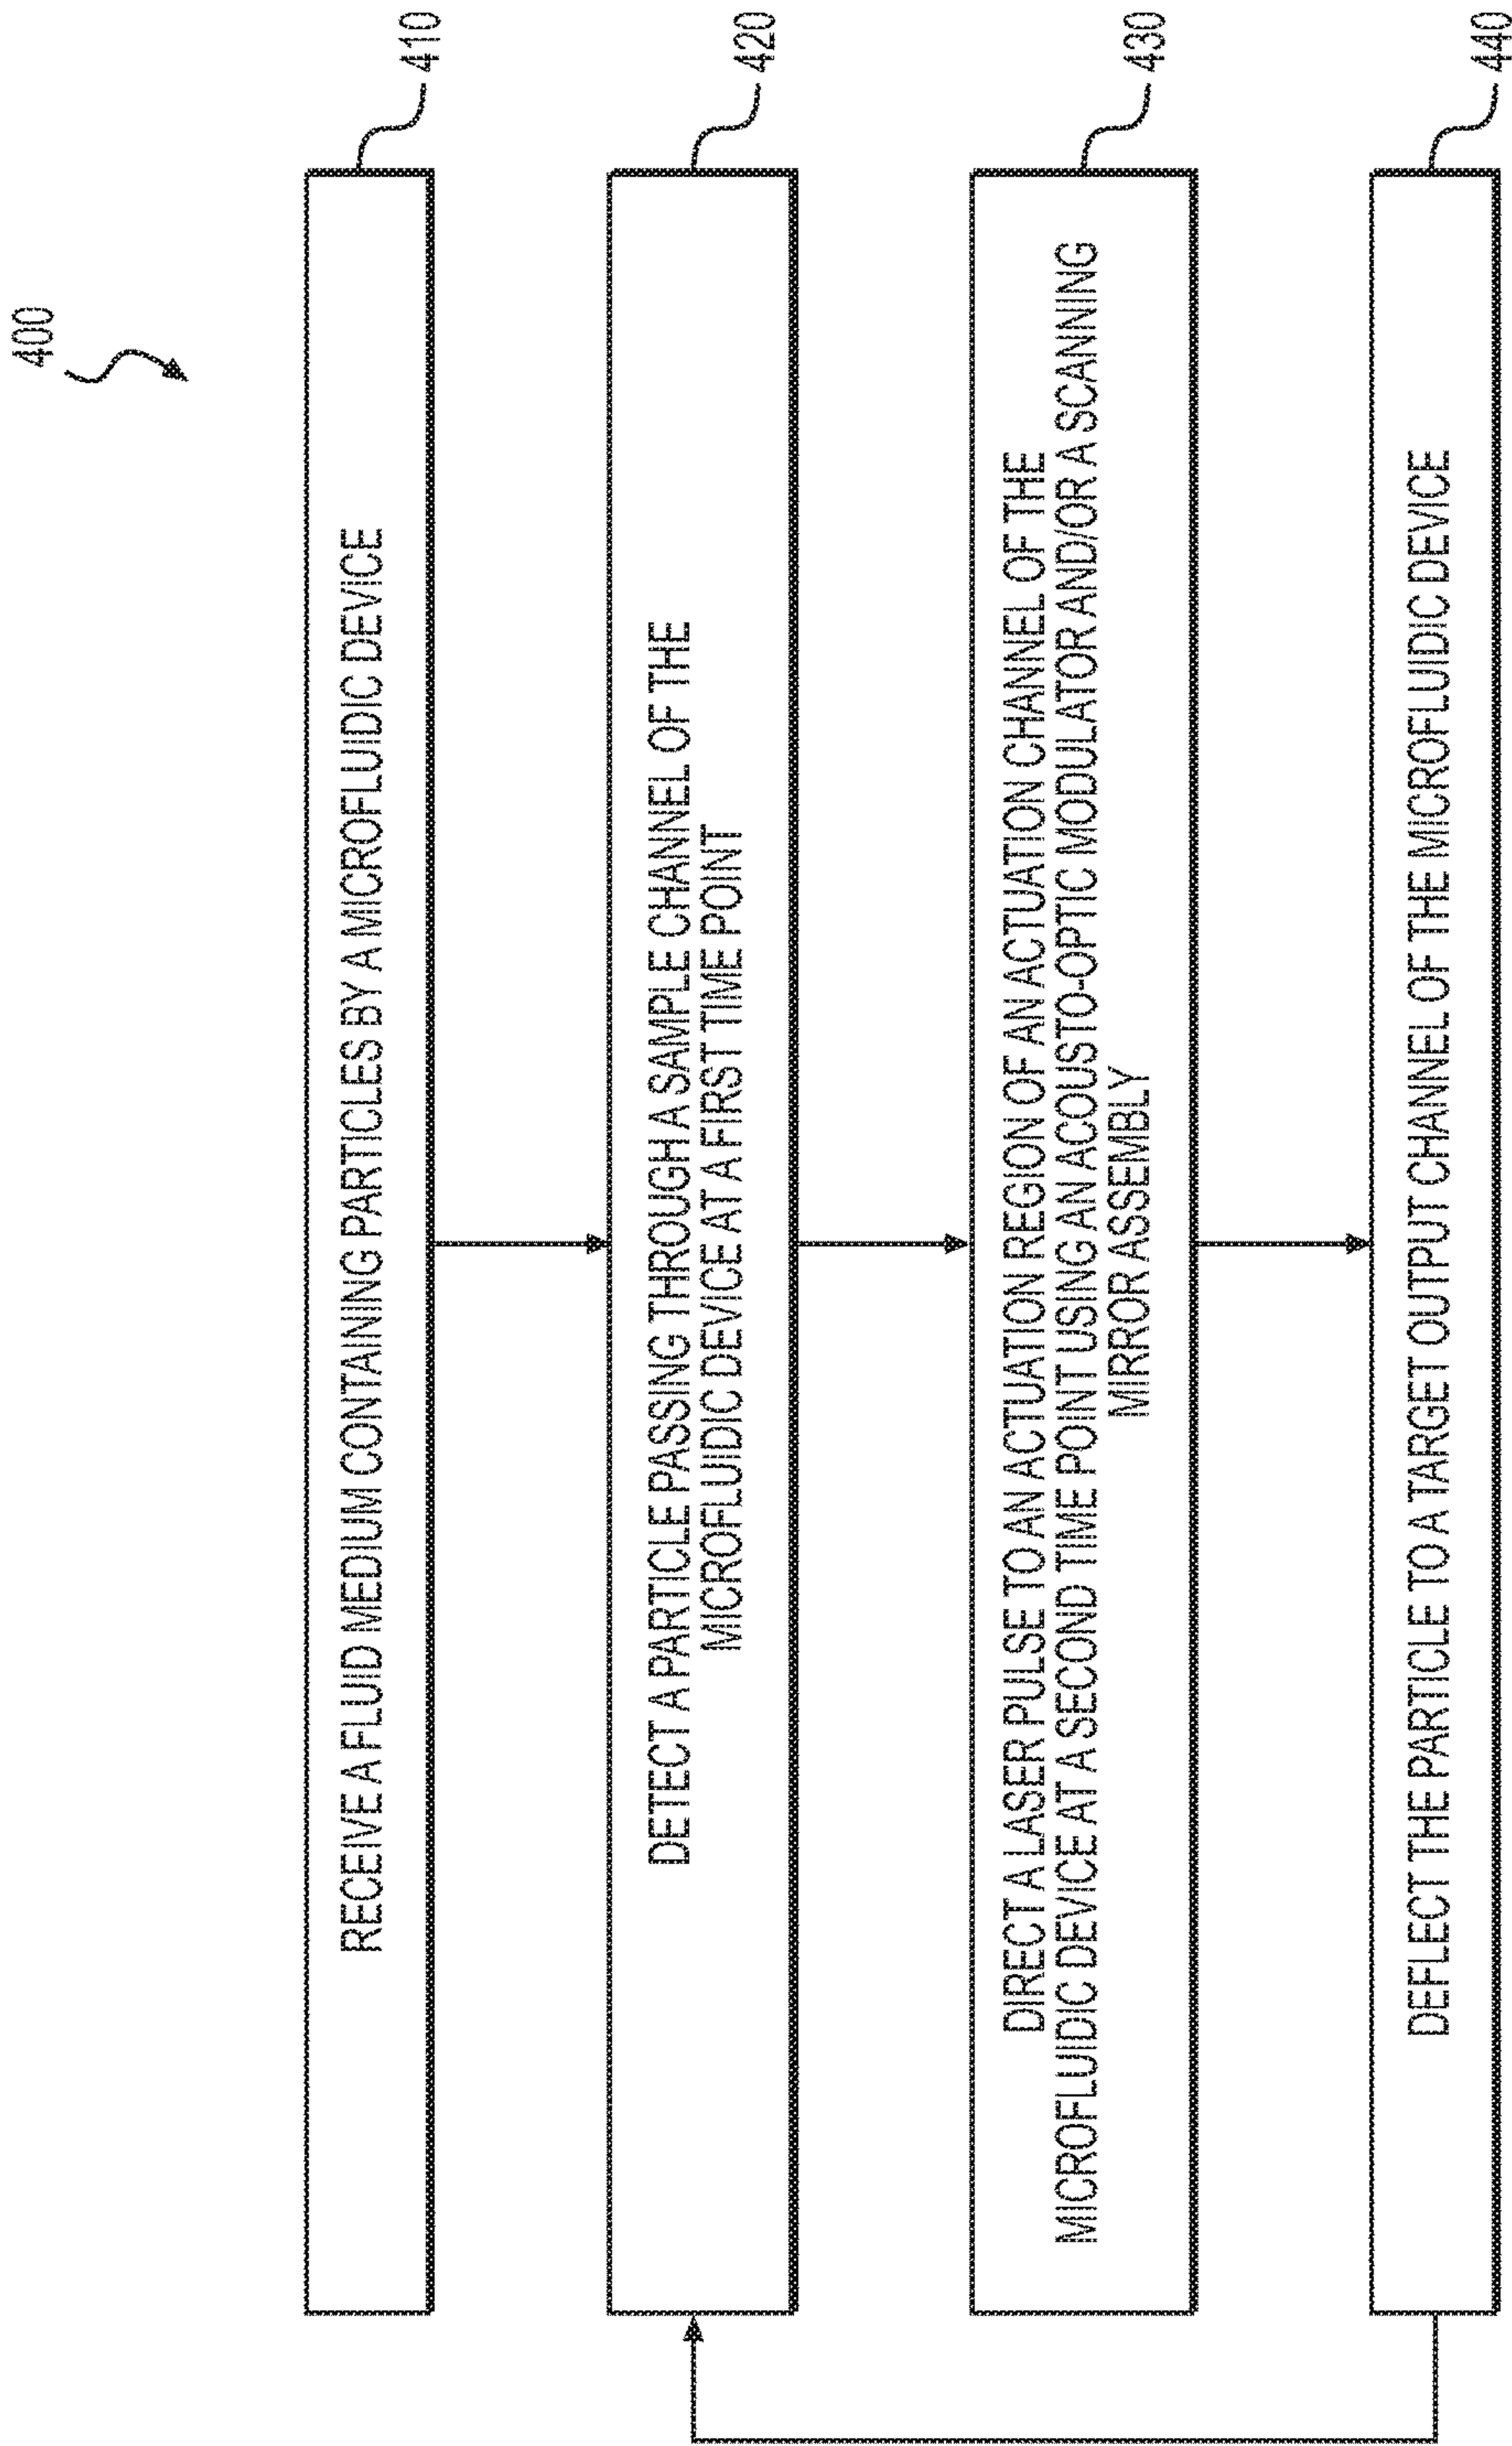 400
RECEIVE A FLUID MEDIUM CONTAINING PARTICLES BY A MICROFLUIDIC DEVICE
410
DETECT A PARTICLE PASSING THROUGH A SAMPLE CHANNEL OF THE
MICROFLUIDIC DEVICE AT A FIRST TIME POINT
420
DIRECT A LASER PULSE TO AN ACTUATION REGION OF AN ACTUATION CHANNEL OF THE
MICROFLUIDIC DEVICE AT A SECOND TIME POINT USING AN ACOUSTO-OPTIC MODULATOR AND/OR A SCANNING
MIRROR ASSEMBLY
430
DEFLECT THE PARTICLE TO A TARGET OUTPUT CHANNEL OF THE MICROFLUIDIC DEVICE
440